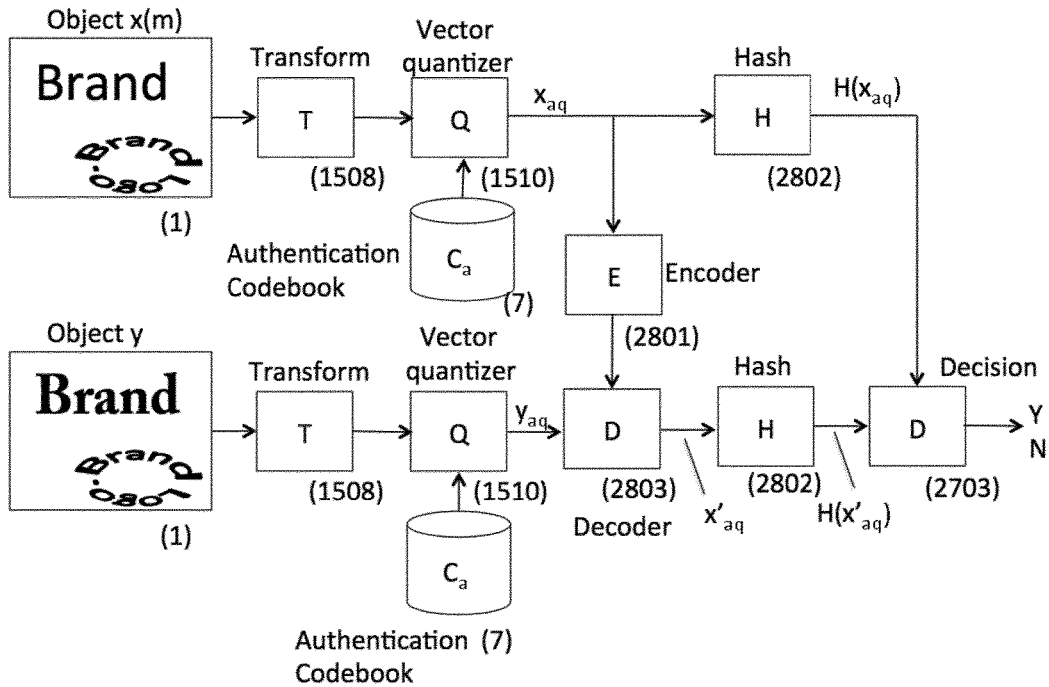 Object x(m)
Brand
Brand Logo.
(1)
Transform
T
(1508)
Vector
quantizer
Q
(1510)
x_aq
Hash
H
(2802)
H(x_aq)
Authentication
Codebook
C_a
(7)
E
Encoder
(2801)
Object y
Brand
Brand Logo.
(1)
Transform
T
(1508)
Vector
quantizer
Q
(1510)
y_aq
D
(2803)
Decoder
x'_aq
Hash
H
(2802)
H(x'_aq)
Decision
D
(2703)
Y
N
C_a
Authentication (7)
Codebook